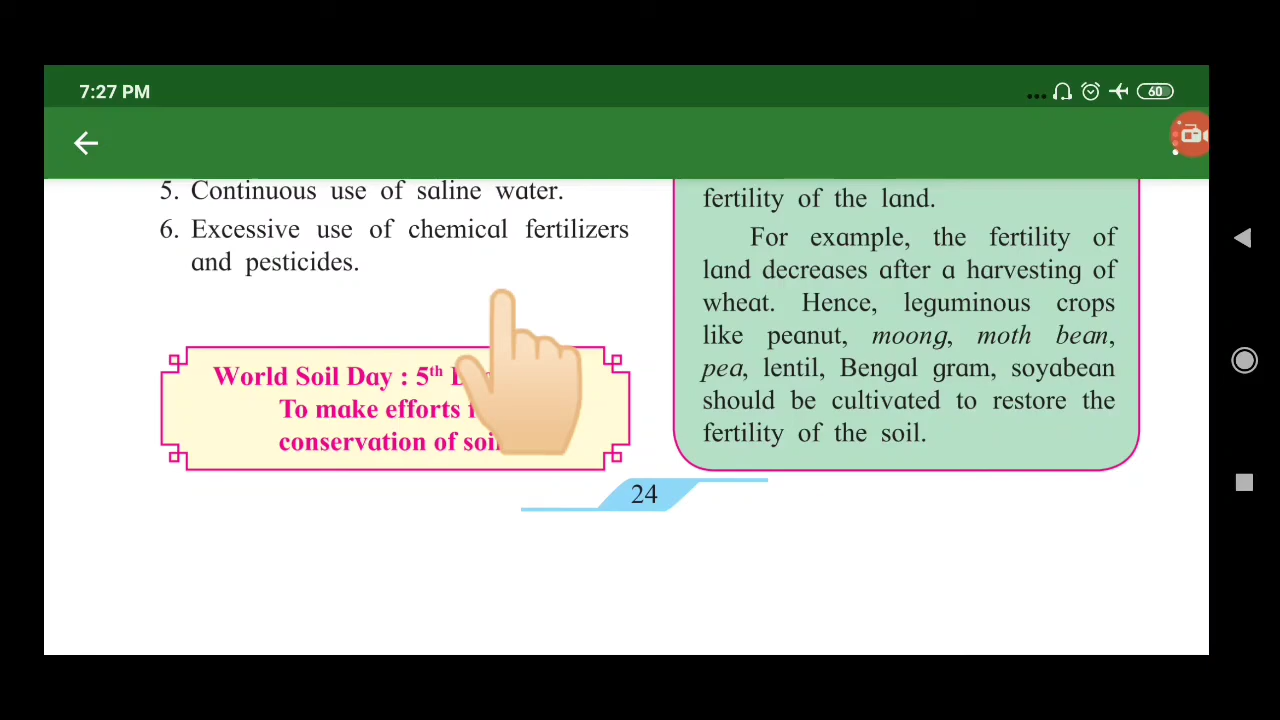 7:27 PM
60
5. Continuous use of saline water.
6. Excessive use of chemical fertilizers
and pesticides.
World Soil Day : 5th
To make efforts
conservation of soi
fertility of the land.
For example, the fertility of
land decreases after a harvesting of
wheat. Hence, leguminous crops
like peanut, moong, moth bean,
pea, lentil, Bengal gram, soyabean
should be cultivated to restore the
fertility of the soil.
24